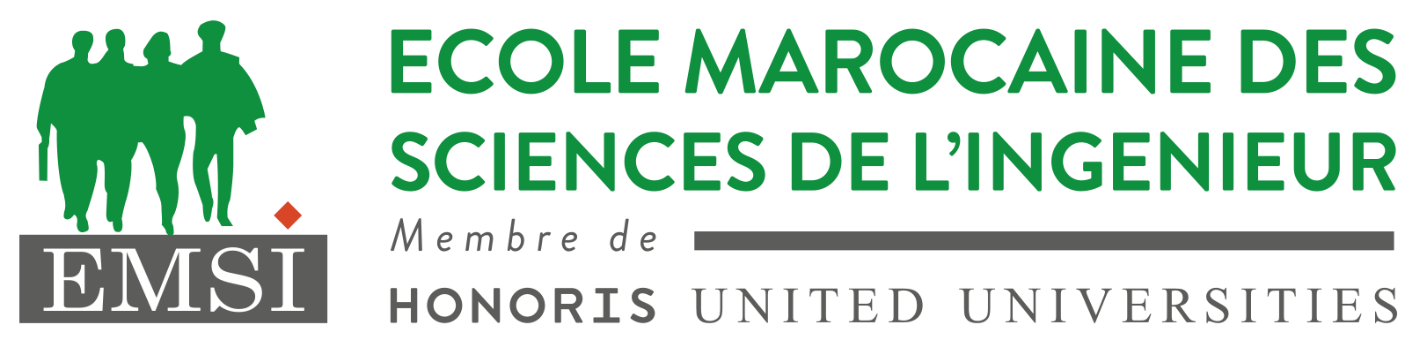 EMSI
ECOLE MAROCAINE DES
SCIENCES DE L'INGENIEUR
Membre de
HONORIS UNITED UNIVERSITIES